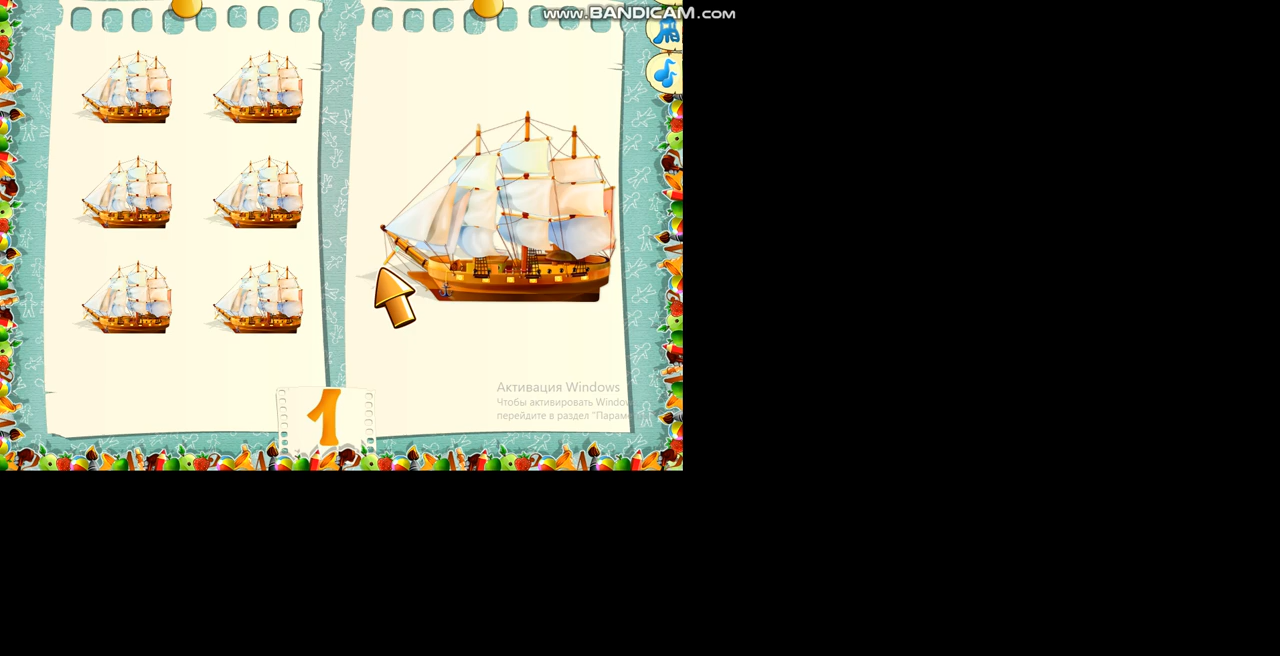 www.BANDICAM.com
Активация Windows
Чтобы активировать Window
перейдите в раздел "Парам
1